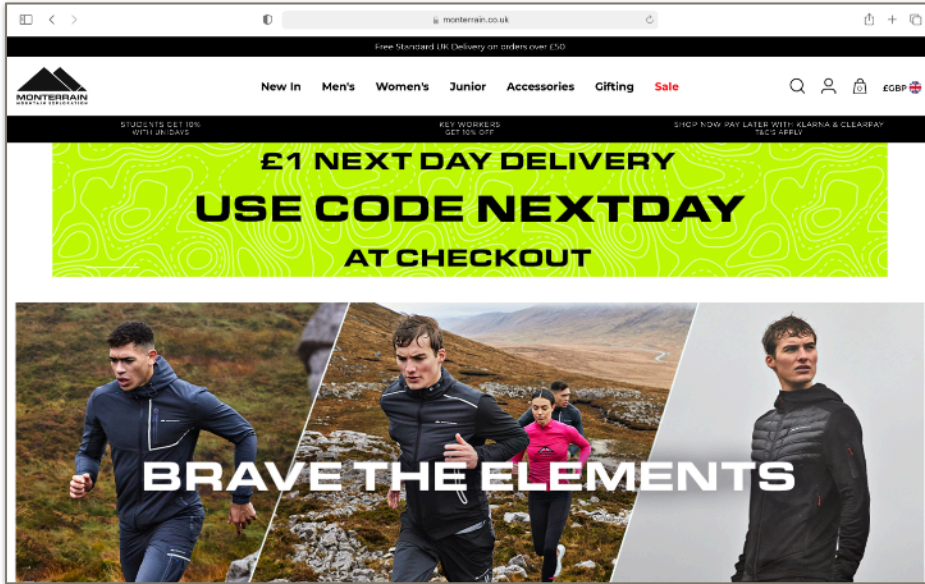 monterrain.co.uk
Free Standard UK Delivery on orders over £50
MONTERRAIN
MOUNTAIN EXPLORATION
New In Men's Women's Junior Accessories Gifting Sale
0
£GBP
STUDENTS GET 10%
WITH UNIDAYS
KEY WORKERS
GET 10% OFF
SHOP NOW PAY LATER WITH KLARNA & CLEARPAY
T&C'S APPLY
£1 NEXT DAY DELIVERY
USE CODE NEXTDAY
AT CHECKOUT
BRAVE THE ELEMENTS